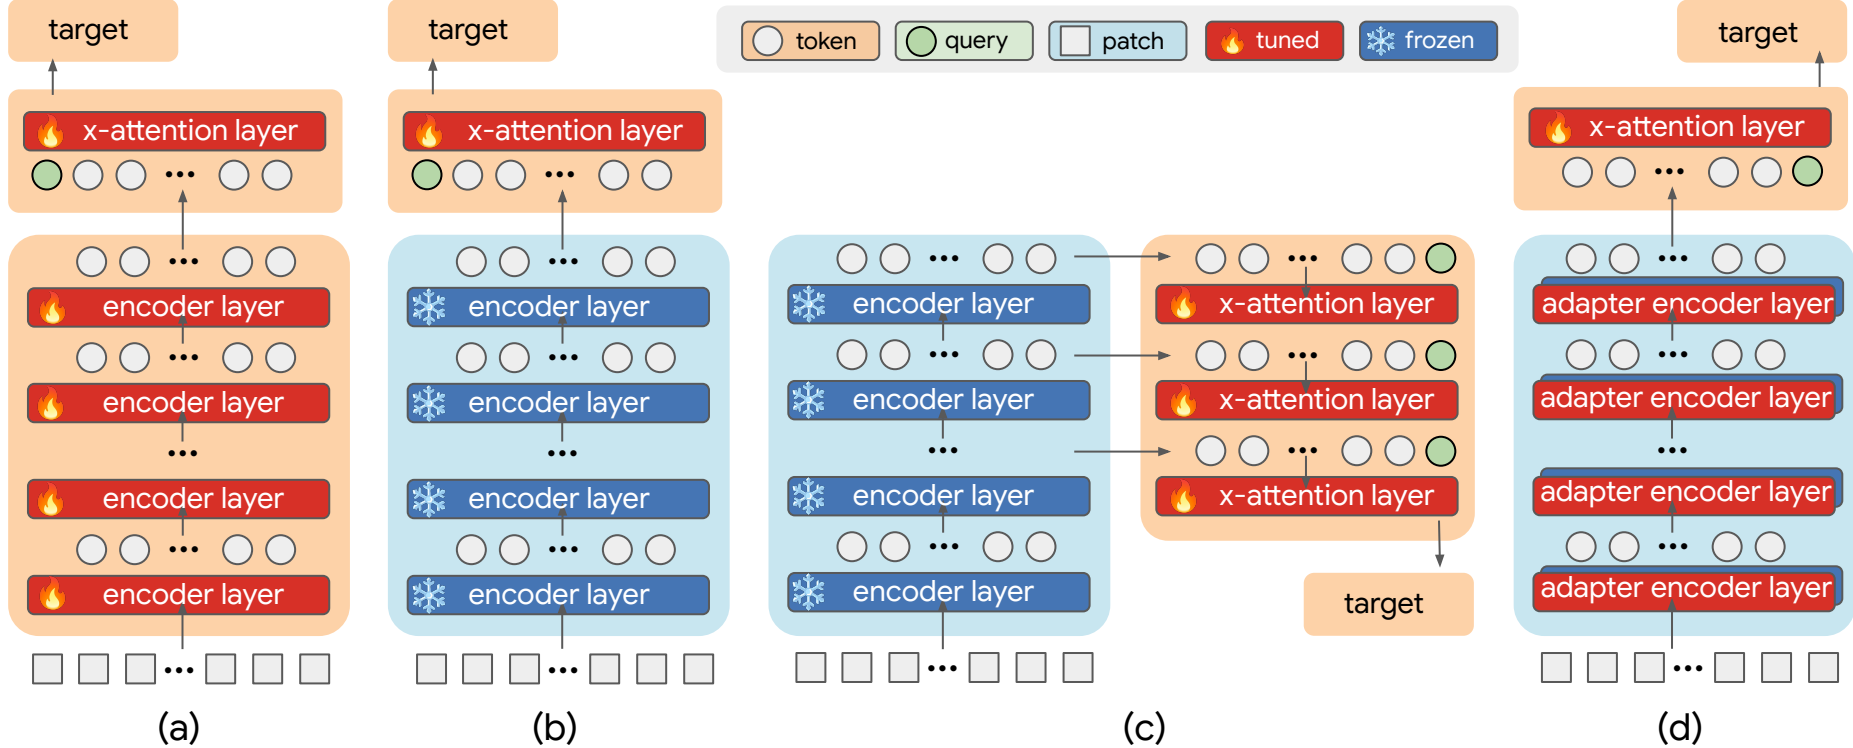 target
x-attention layer
encoder layer
encoder layer
encoder layer
encoder layer
(a)
target
x-attention layer
encoder layer
encoder layer
encoder layer
encoder layer
(b)
token
query
patch
tuned
frozen
encoder layer
encoder layer
encoder layer
encoder layer
x-attention layer
x-attention layer
x-attention layer
target
(c)
target
x-attention layer
adapter encoder layer
adapter encoder layer
adapter encoder layer
adapter encoder layer
(d)